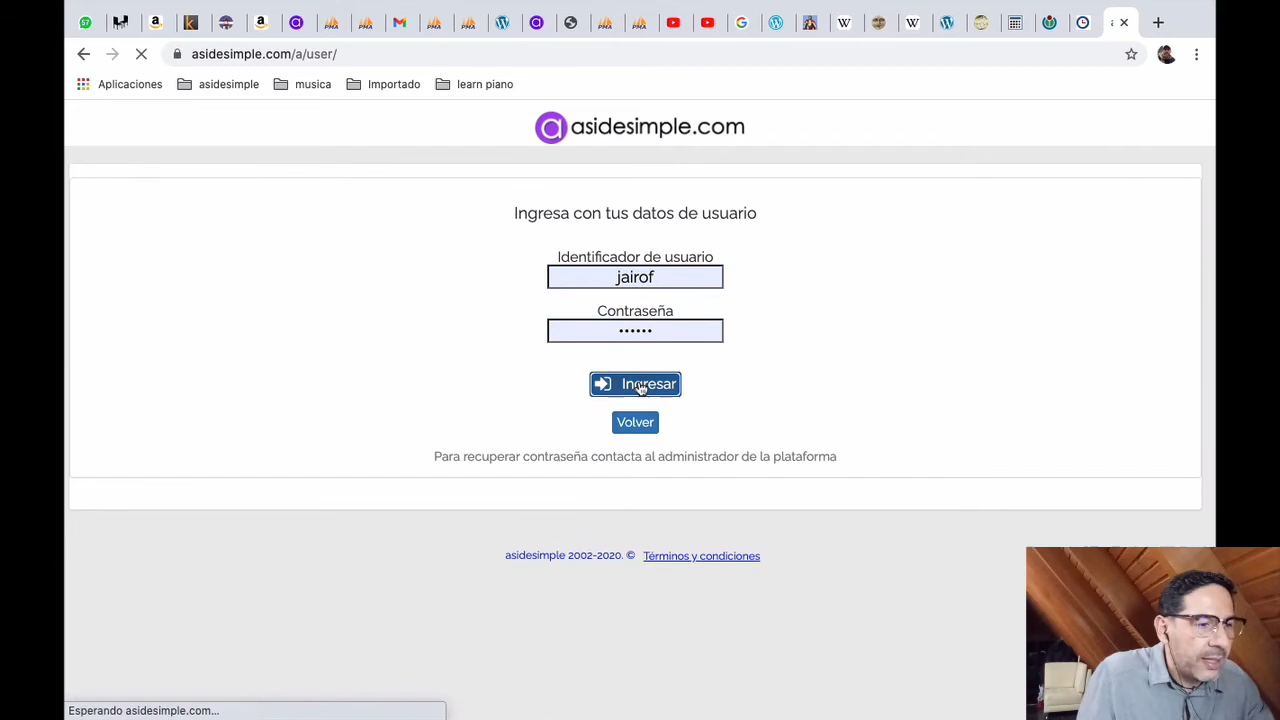 asidesimple.com/a/user/
Aplicaciones asidesimple musica Importado learn piano
asidesimple.com
Ingresa con tus datos de usuario
Identificador de usuario
jairof
Contraseña
••••••
Ingresar
Volver
Para recuperar contraseña contacta al administrador de la plataforma
asidesimple 2002-2020. © Términos y condiciones
Esperando asidesimple.com...